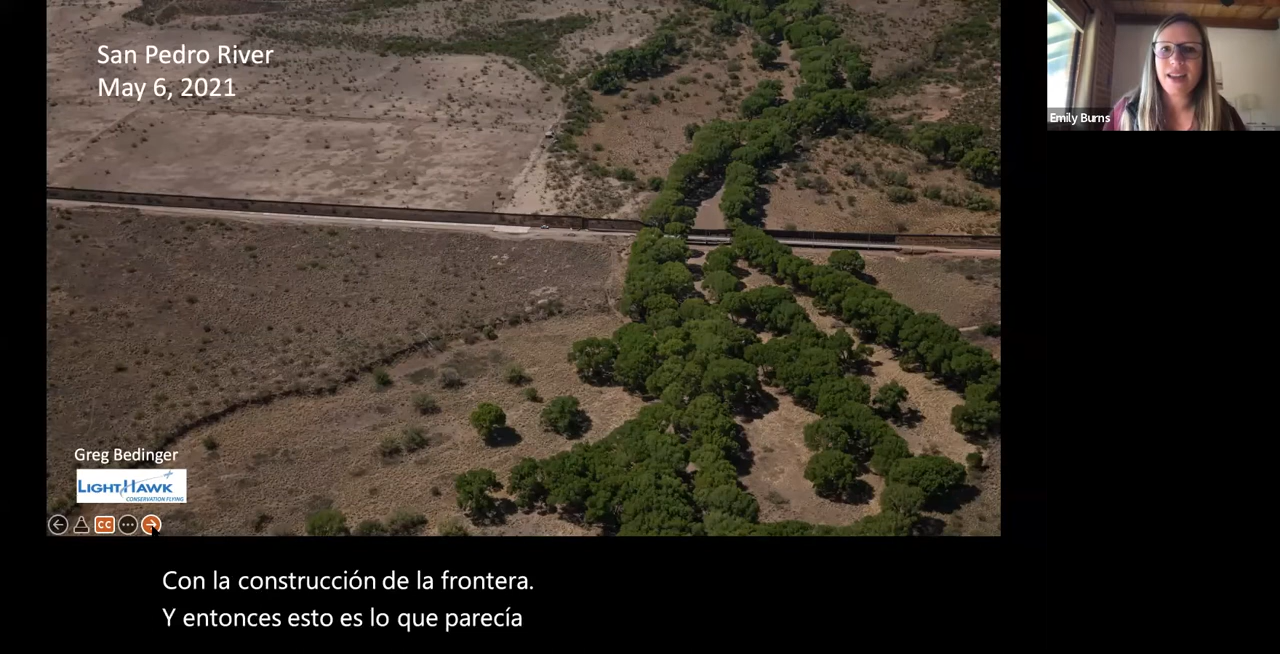 San Pedro River
May 6, 2021
Emily Burns
Greg Bedinger
LIGHTHAWK
CONSERVATION FLYING
CC
Con la construcción de la frontera.
Y entonces esto es lo que parecía